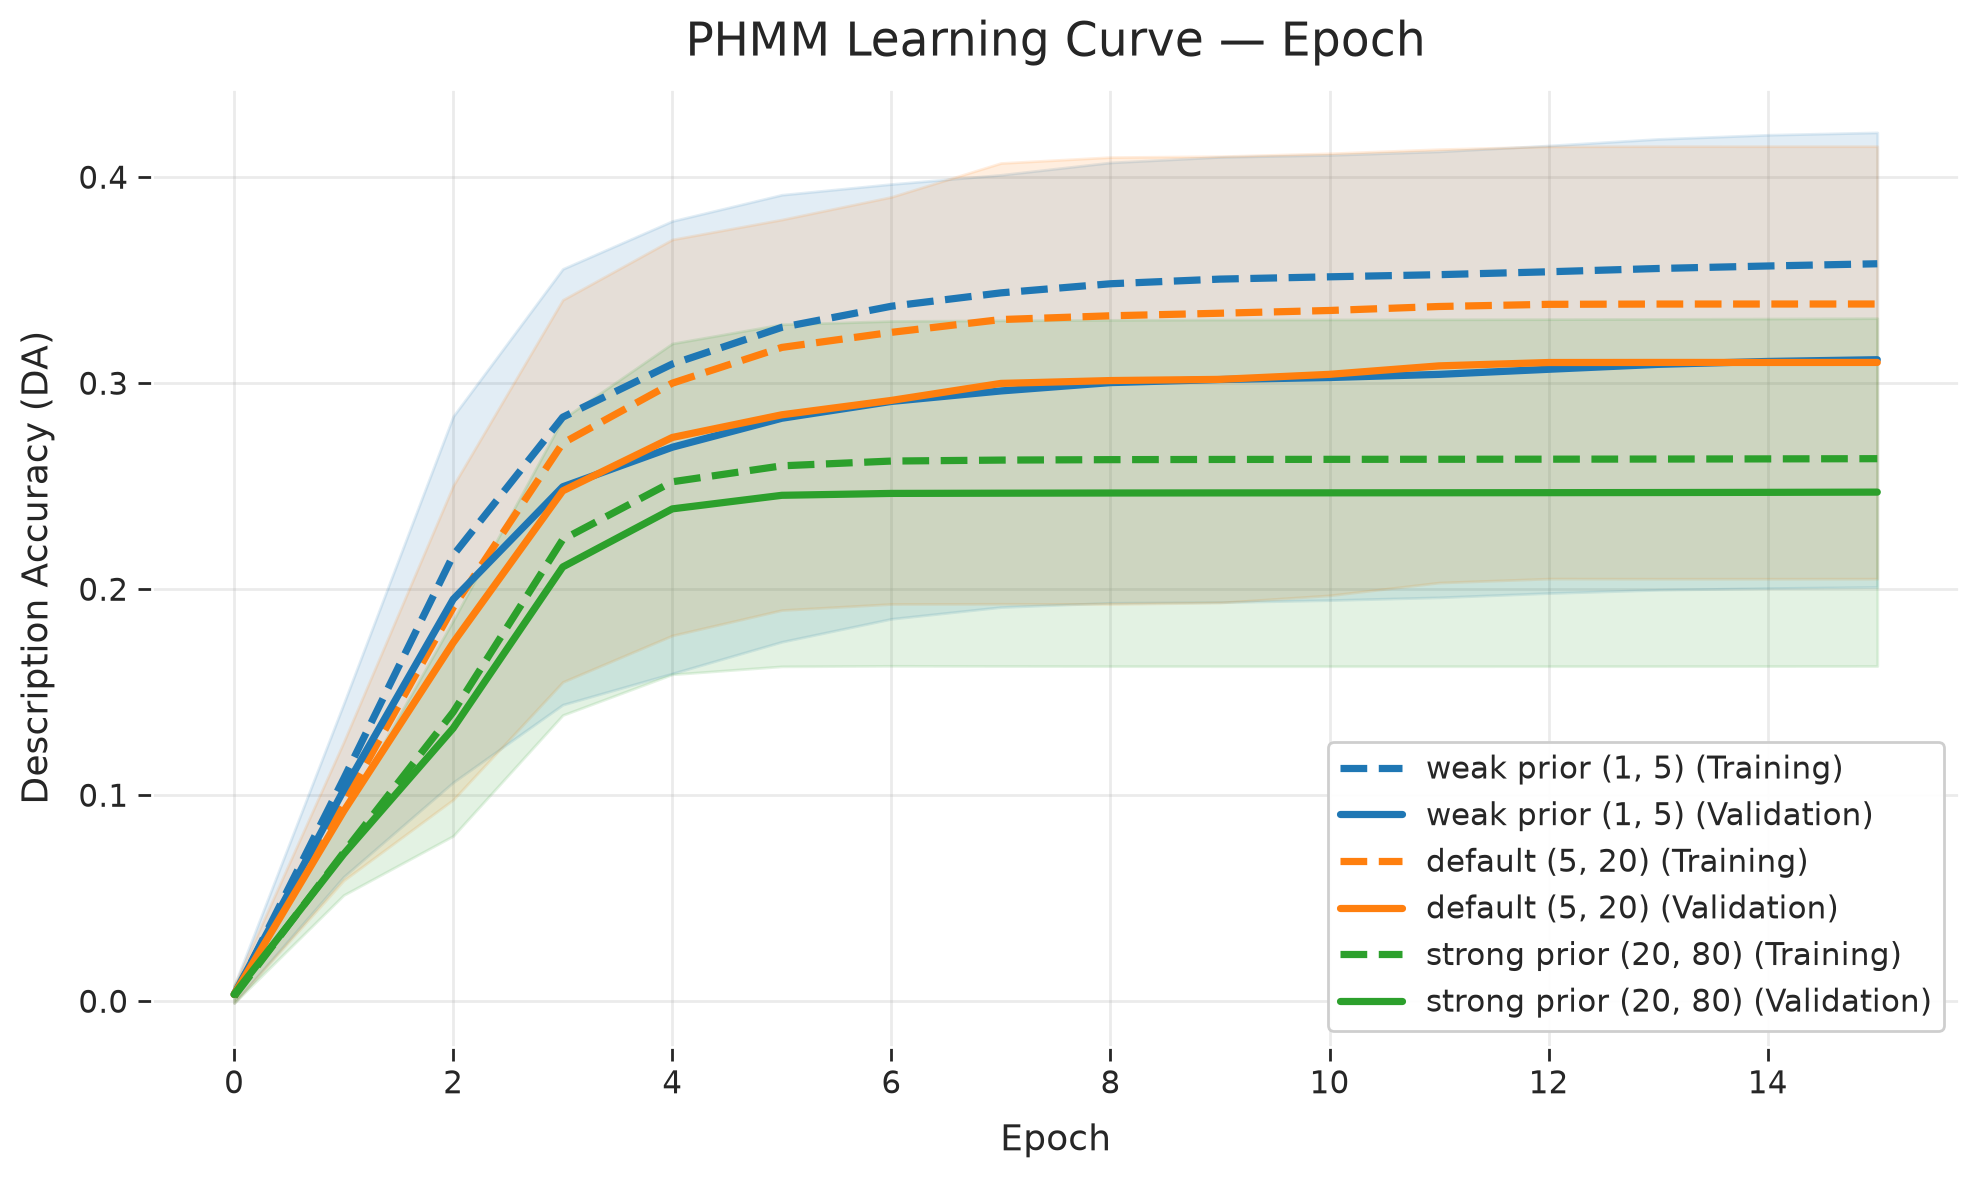 PHMM Learning Curve — Epoch
Description Accuracy (DA)
0.4
0.3
0.2
0.1
0.0
weak prior (1, 5) (Training)
weak prior (1, 5) (Validation)
default (5, 20) (Training)
default (5, 20) (Validation)
strong prior (20, 80) (Training)
strong prior (20, 80) (Validation)
0 2 4 6 8 10 12 14
Epoch